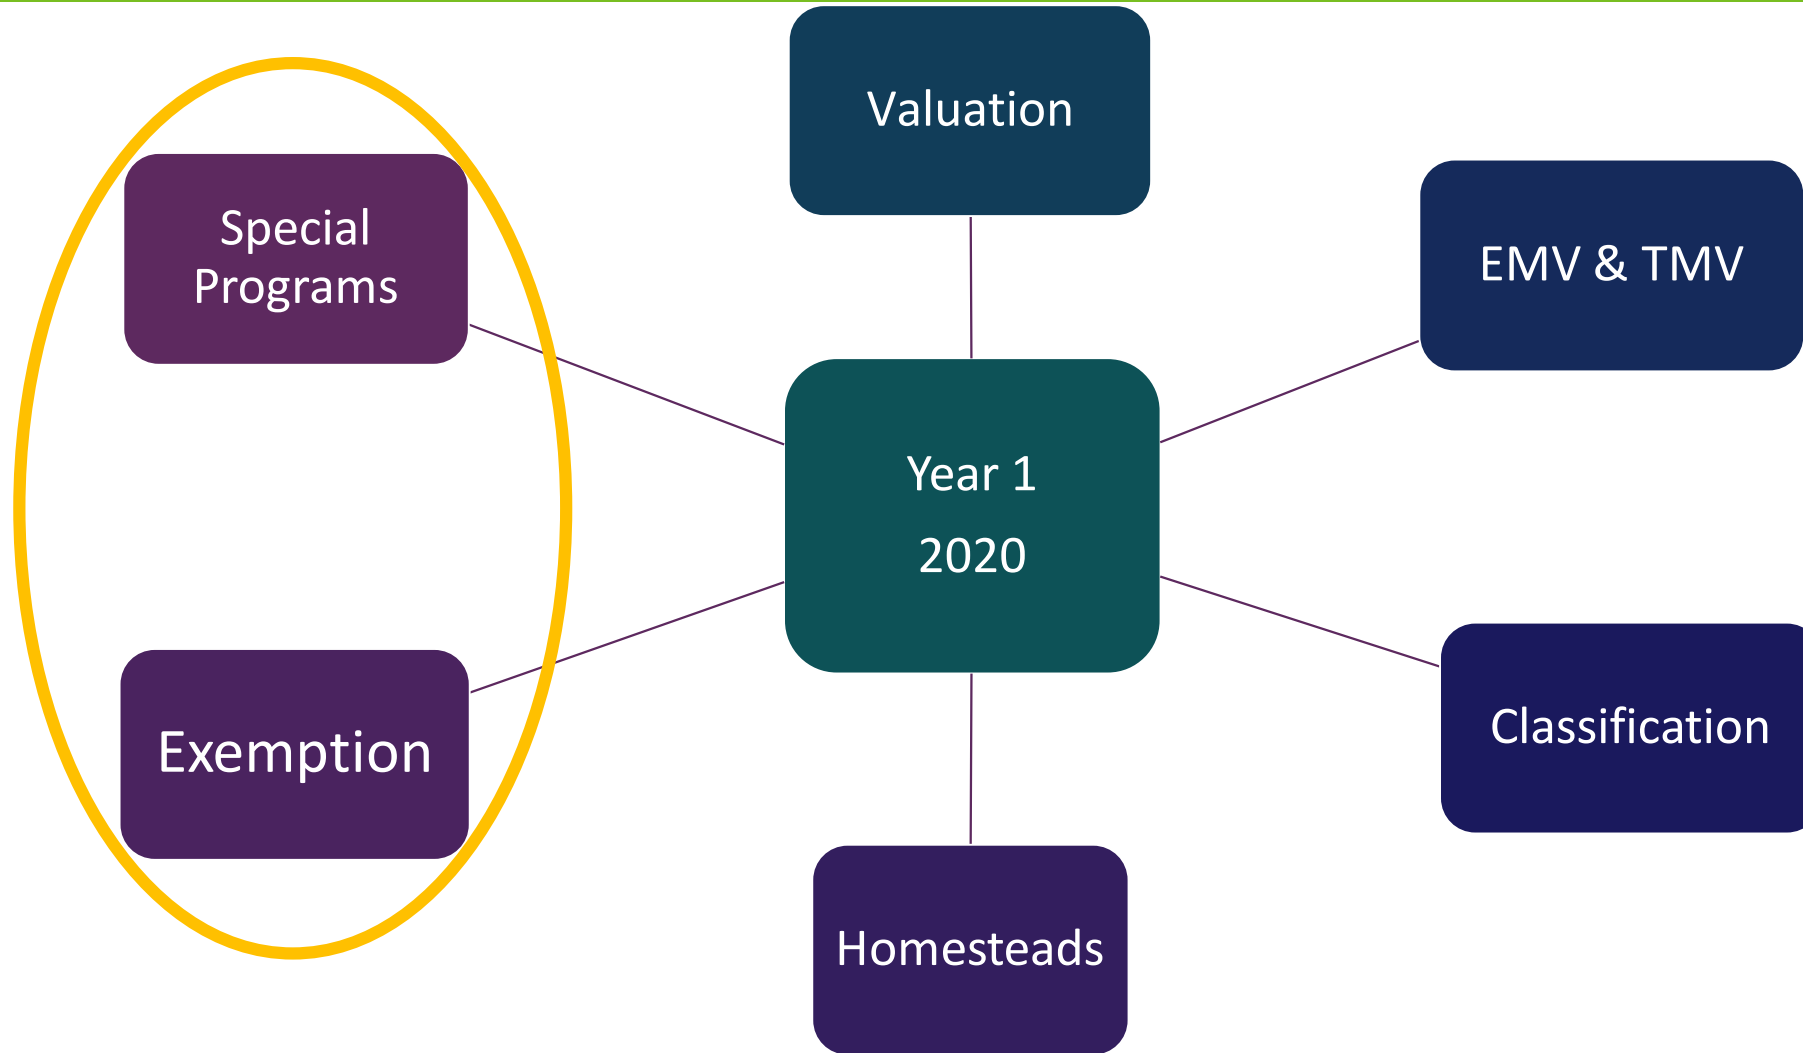 Valuation
Special
Programs
EMV & TMV
Year 1
2020
Exemption
Classification
Homesteads